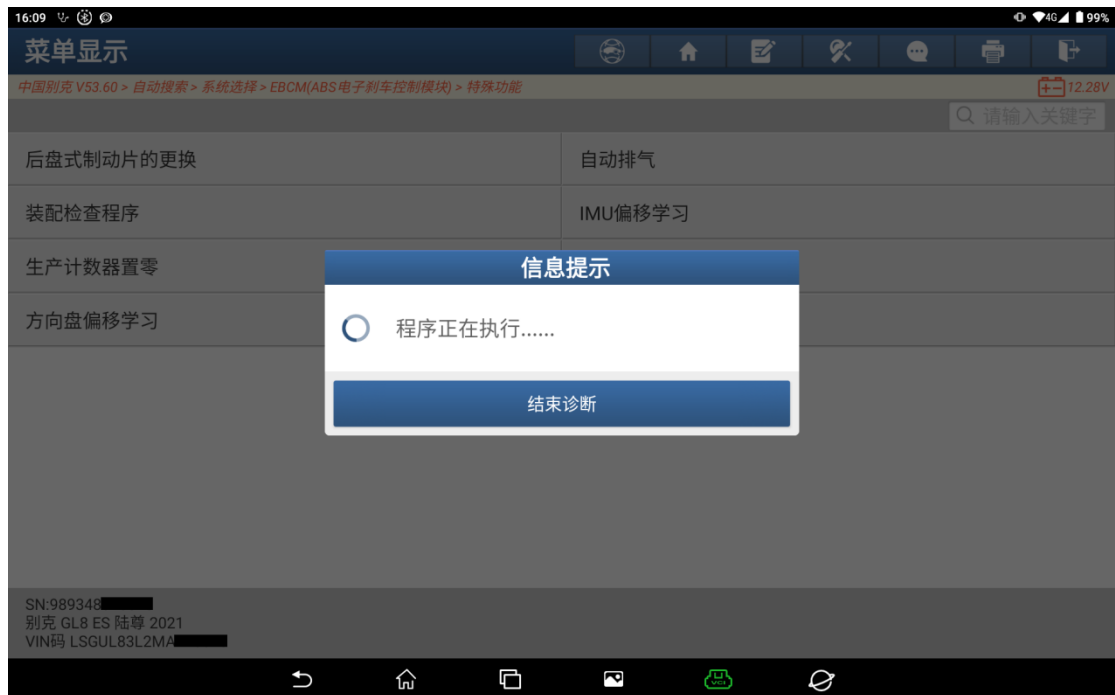 16:09
4G 99%
菜单显示
中国别克 V53.60 > 自动搜索 > 系统选择 > EBCM(ABS电子刹车控制模块) > 特殊功能
12.28V
请输入关键字
后盘式制动片的更换
自动排气
装配检查程序
IMU偏移学习
生产计数器置零
方向盘偏移学习
信息提示
程序正在执行......
结束诊断
SN:989348
别克 GL8 ES 陆尊 2021
VIN码 LSGUL83L2MA
VCI